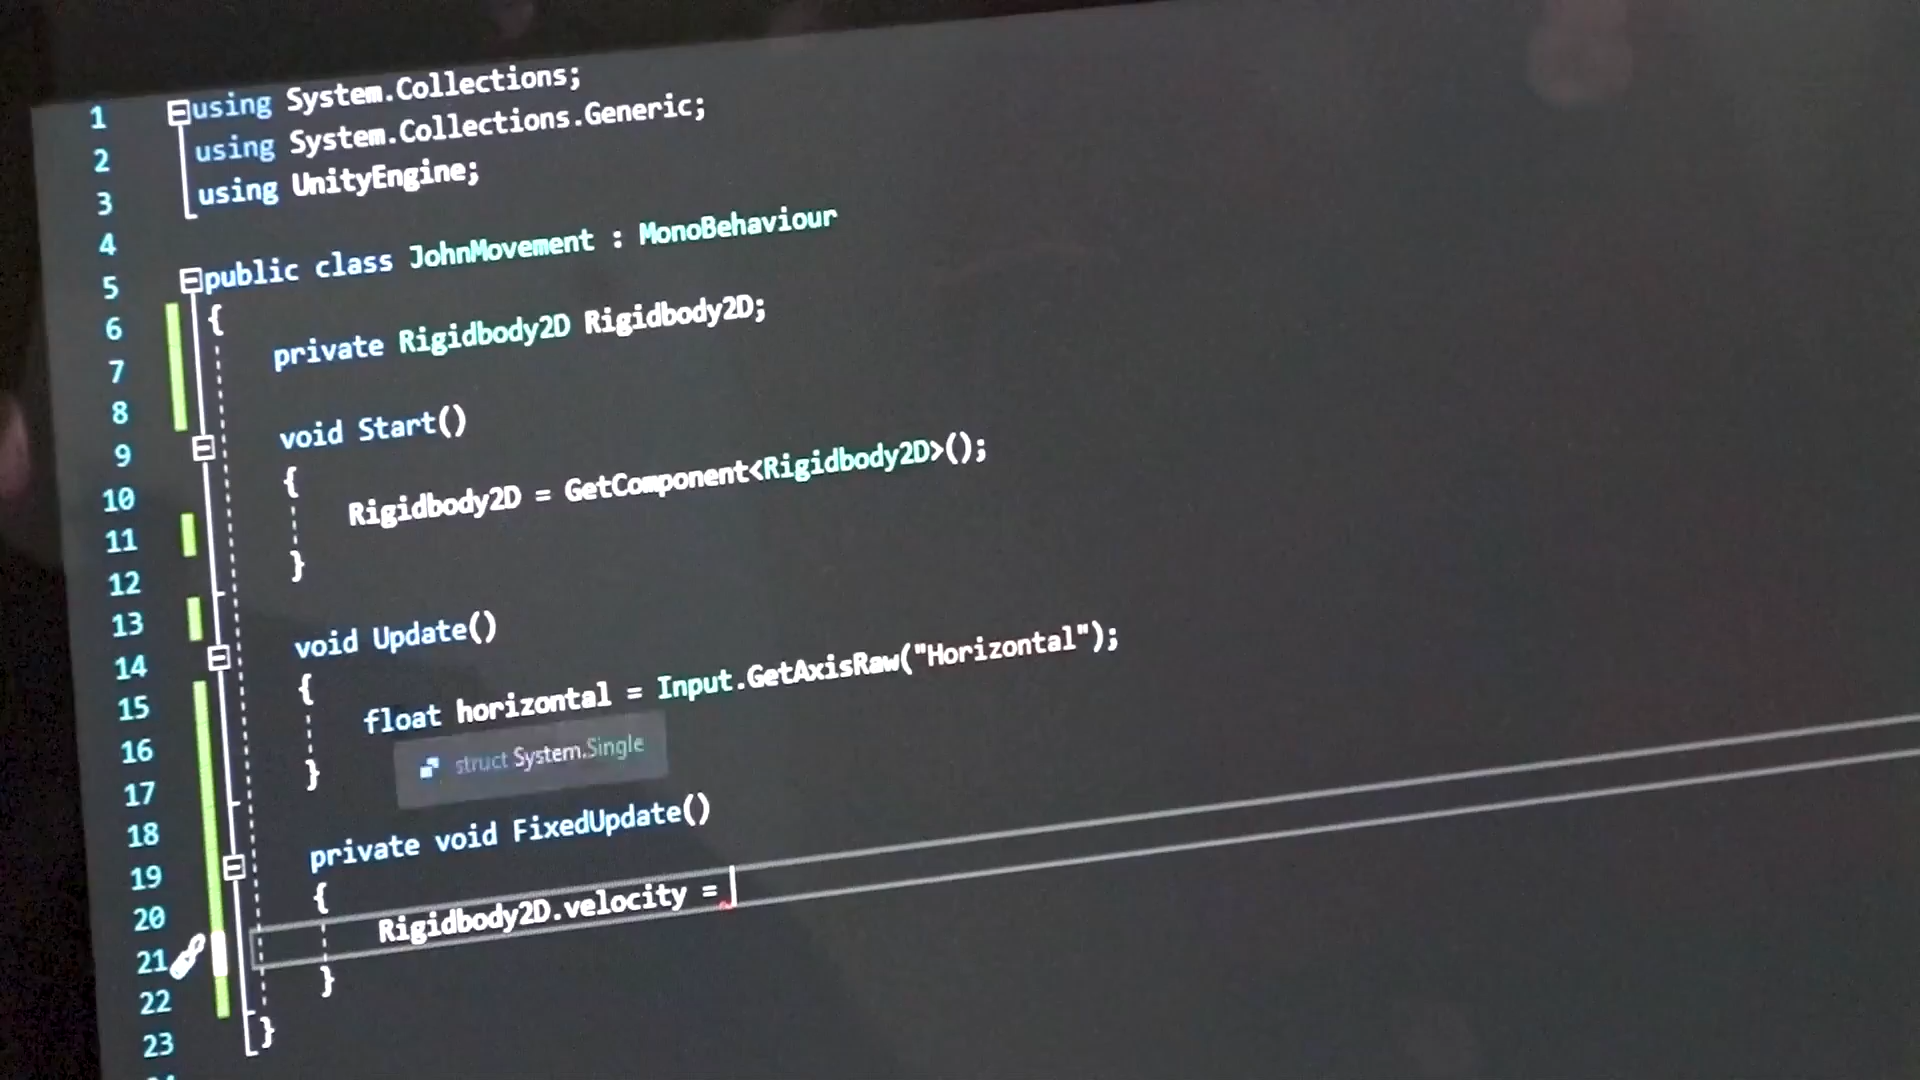 1 using System.Collections;
2 using System.Collections.Generic;
3 using UnityEngine;
4
5 public class JohnMovement : MonoBehaviour
6 {
7 private Rigidbody2D Rigidbody2D;
8
9 void Start()
10 {
11 Rigidbody2D = GetComponent<Rigidbody2D>();
12 }
13
14 void Update()
15 {
16 float horizontal = Input.GetAxisRaw("Horizontal");
17 }
struct System.Single
18
19 private void FixedUpdate()
20 {
21 Rigidbody2D.velocity =
22 }
23 }